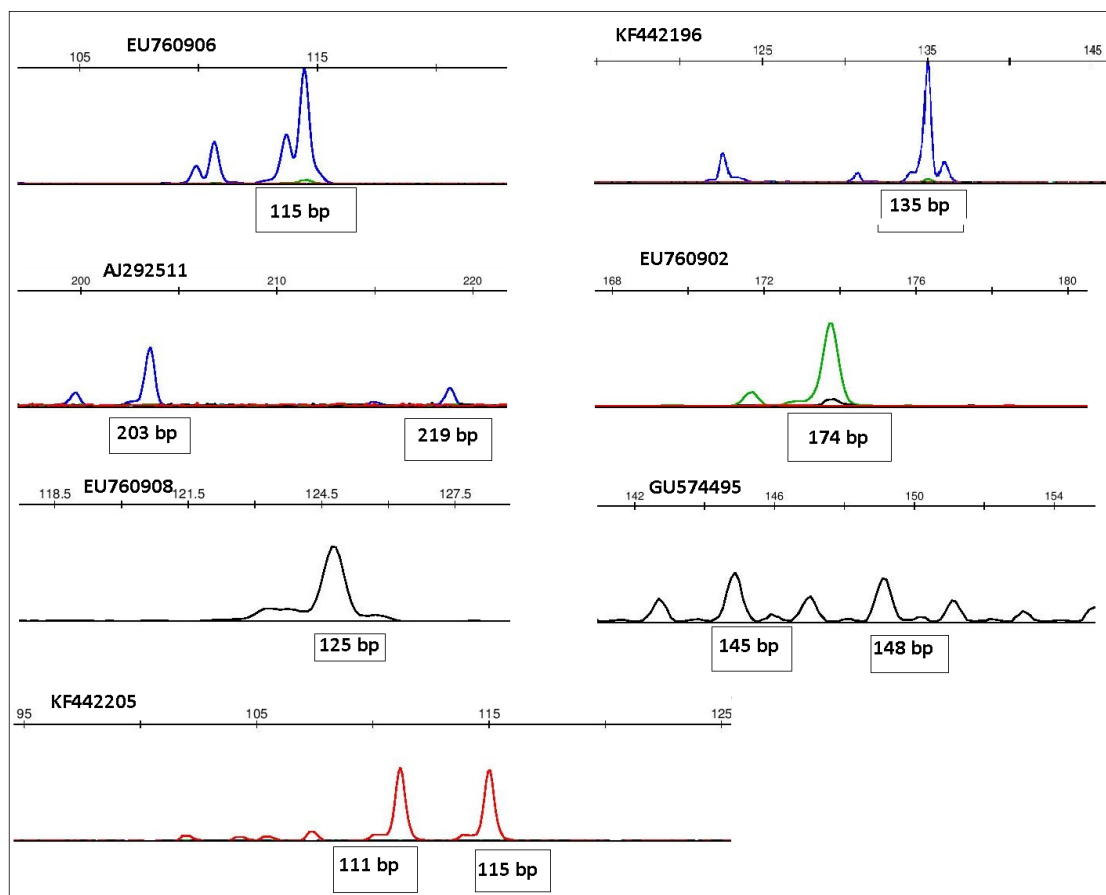 EU760906
105 115
115 bp
KF442196
125 135 145
135 bp
AJ292511
200 210 220
203 bp 219 bp
EU760902
168 172 176 180
174 bp
EU760908
118.5 121.5 124.5 127.5
125 bp
GU574495
142 146 150 154
145 bp 148 bp
KF442205
95 105 115 125
111 bp 115 bp